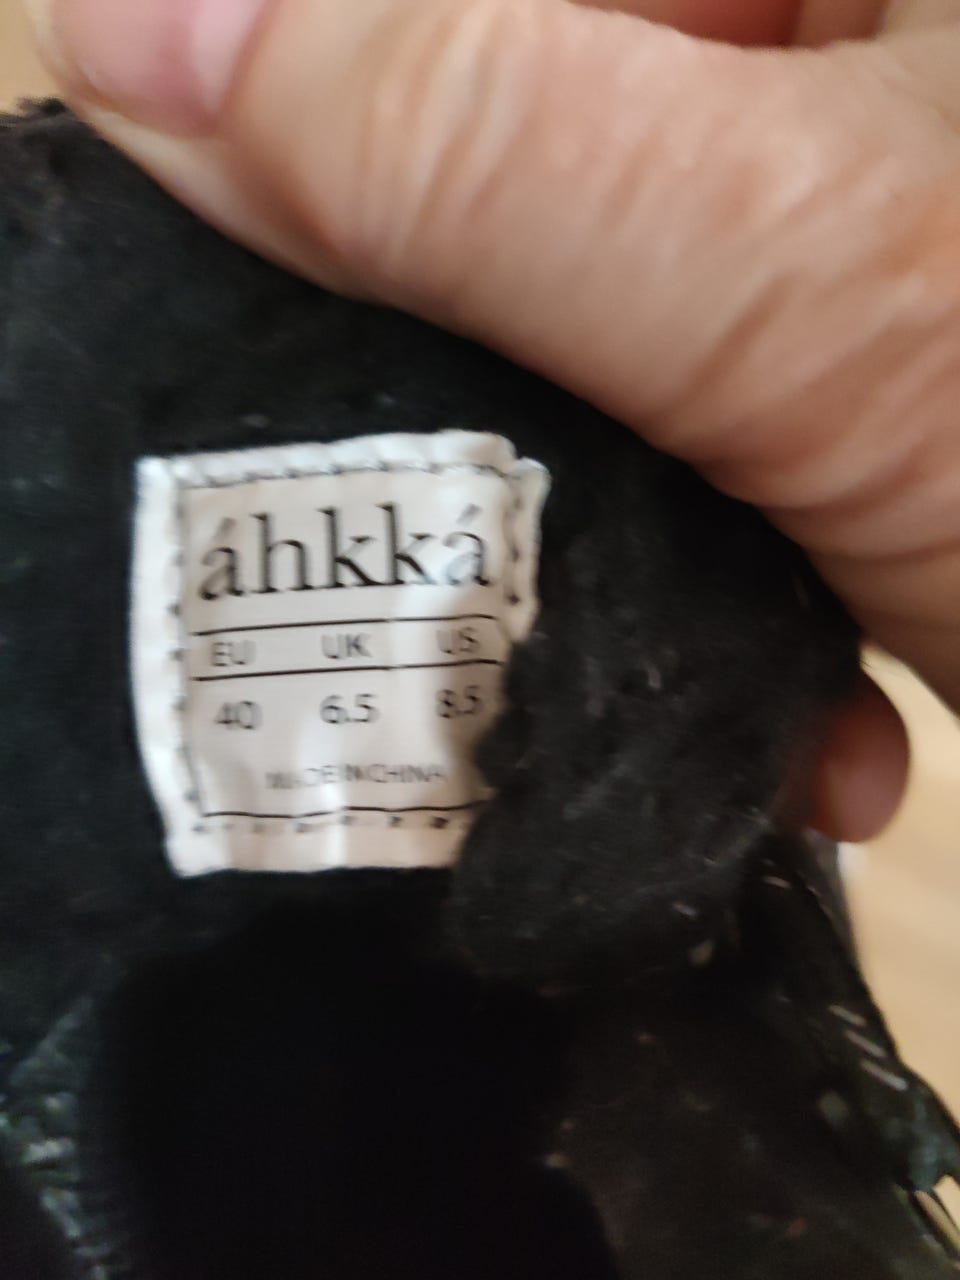 áhkká
EU UK US
40 6.5 8.5
MADE IN CHINA